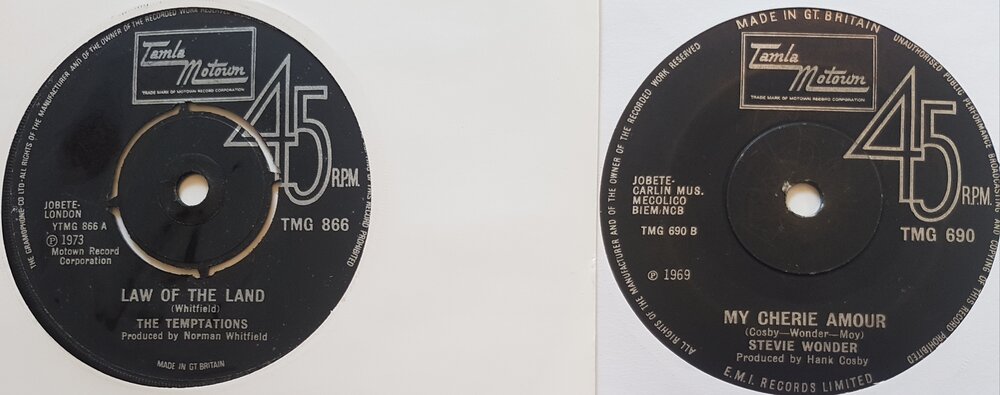 THE GRAMOPHONE CO LTD·ALL RIGHTS OF THE MANUFACTURER AND OF THE OWNER OF THE RECORDED WORK RESERVED
Tamla
Motown
TRADE MARK OF MOTOWN RECORD CORPORATION
45
R.P.M.
JOBETE-
LONDON
YTMG 866 A
Ⓟ 1973
Motown Record
Corporation
TMG 866
OF THIS RECORD PROHIBITED
LAW OF THE LAND
(Whitfield)
THE TEMPTATIONS
Produced by Norman Whitfield
MADE IN GT. BRITAIN
MADE IN GT. BRITAIN
ALL RIGHTS OF THE MANUFACTURER AND OF THE OWNER OF THE RECORDED WORK RESERVED
UNAUTHORISED PUBLIC PERFORMANCE BROADCASTING AND COPYING OF THIS RECORD PROHIBITED
Tamla
Motown
TRADE MARK OF MOTOWN RECORD CORPORATION
45
R.P.M.
JOBETE-
CARLIN MUS.
MECOLICO
BIEM/NCB
TMG 690 B
TMG 690
Ⓟ 1969
MY CHERIE AMOUR
(Cosby—Wonder—Moy)
STEVIE WONDER
Produced by Hank Cosby
E.M.I. RECORDS LIMITED